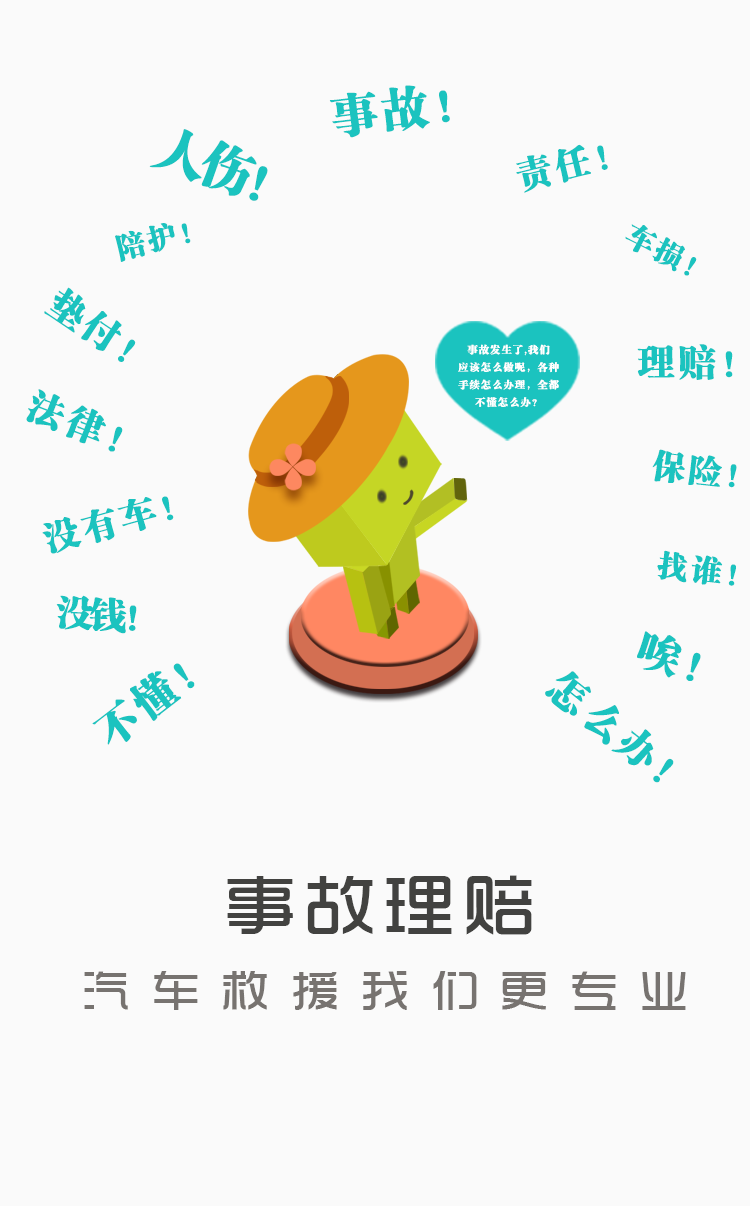 事故！
人伤！
责任！
陪护！
车损！
垫付！
理赔！
法律！
保险！
没有车！
找谁！
没钱！
唉！
不懂！
怎么办！
事故发生了,我们
应该怎么做呢，各种
手续怎么办理，全都
不懂怎么办？
事故理赔
汽车救援我们更专业